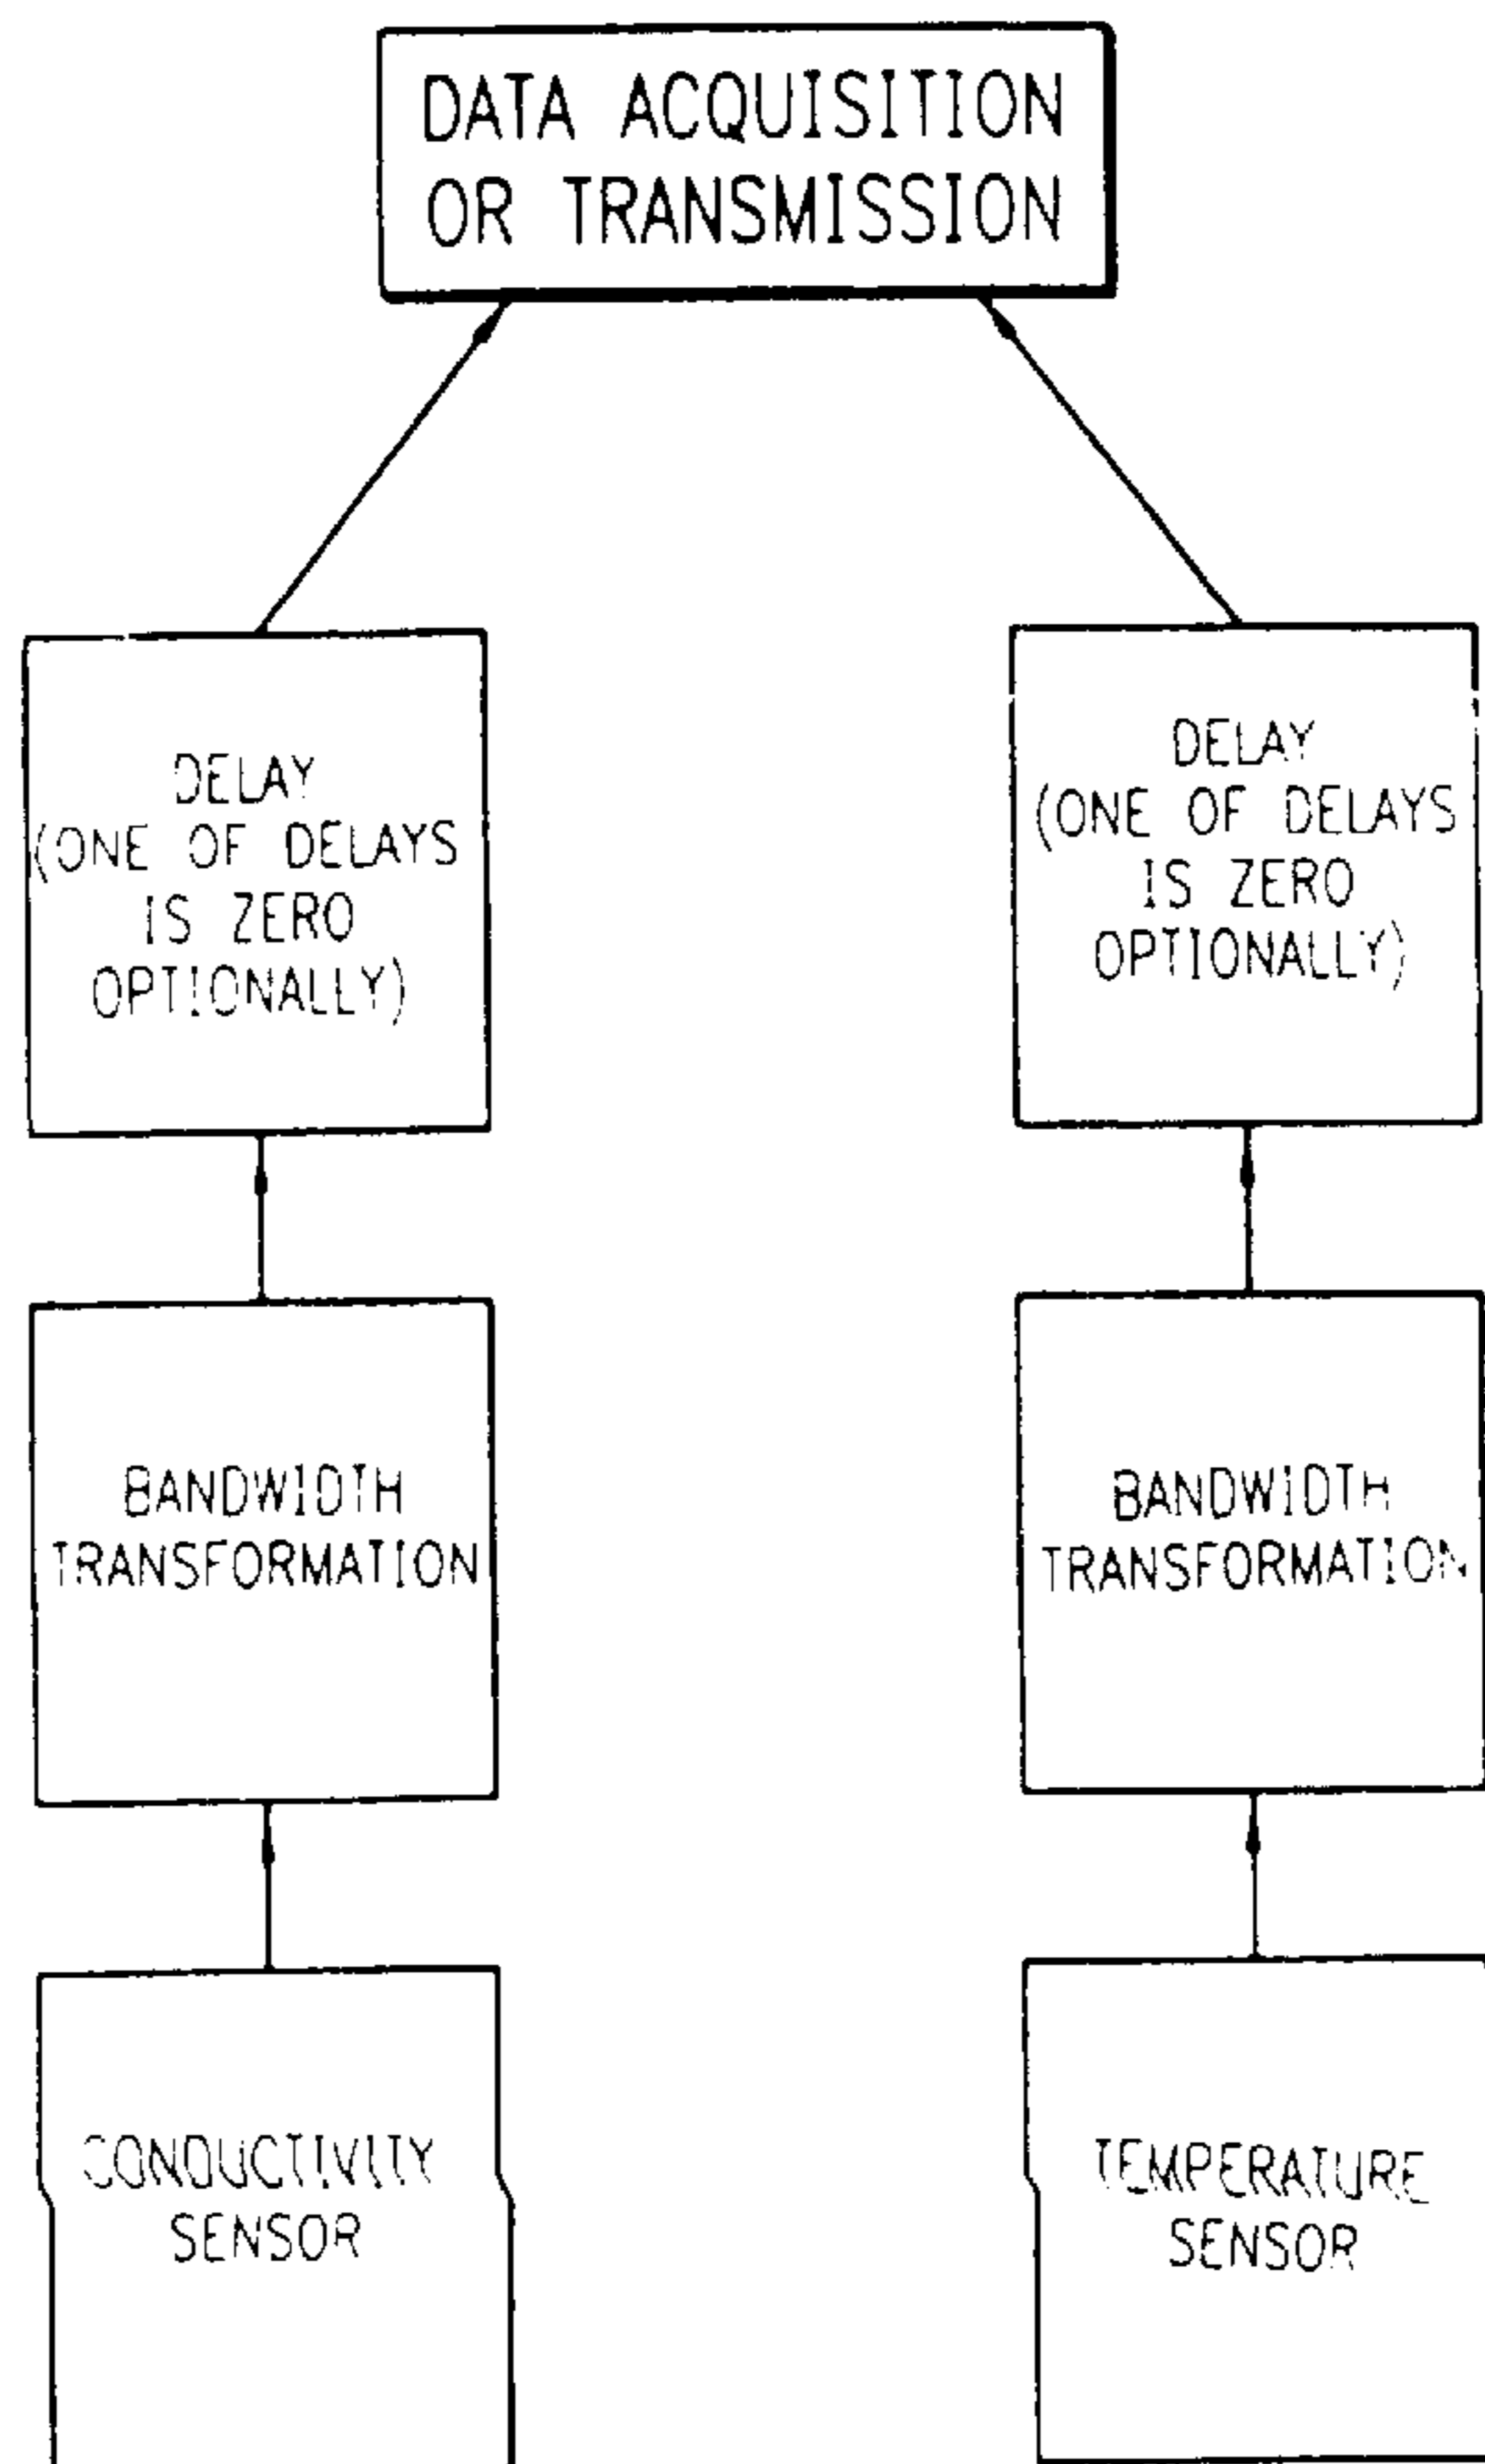 DATA ACQUISITION
OR TRANSMISSION
DELAY
(ONE OF DELAYS
IS ZERO
OPTIONALLY)
DELAY
(ONE OF DELAYS
IS ZERO
OPTIONALLY)
BANDWIDTH
TRANSFORMATION
BANDWIDTH
TRANSFORMATION
CONDUCTIVITY
SENSOR
TEMPERATURE
SENSOR